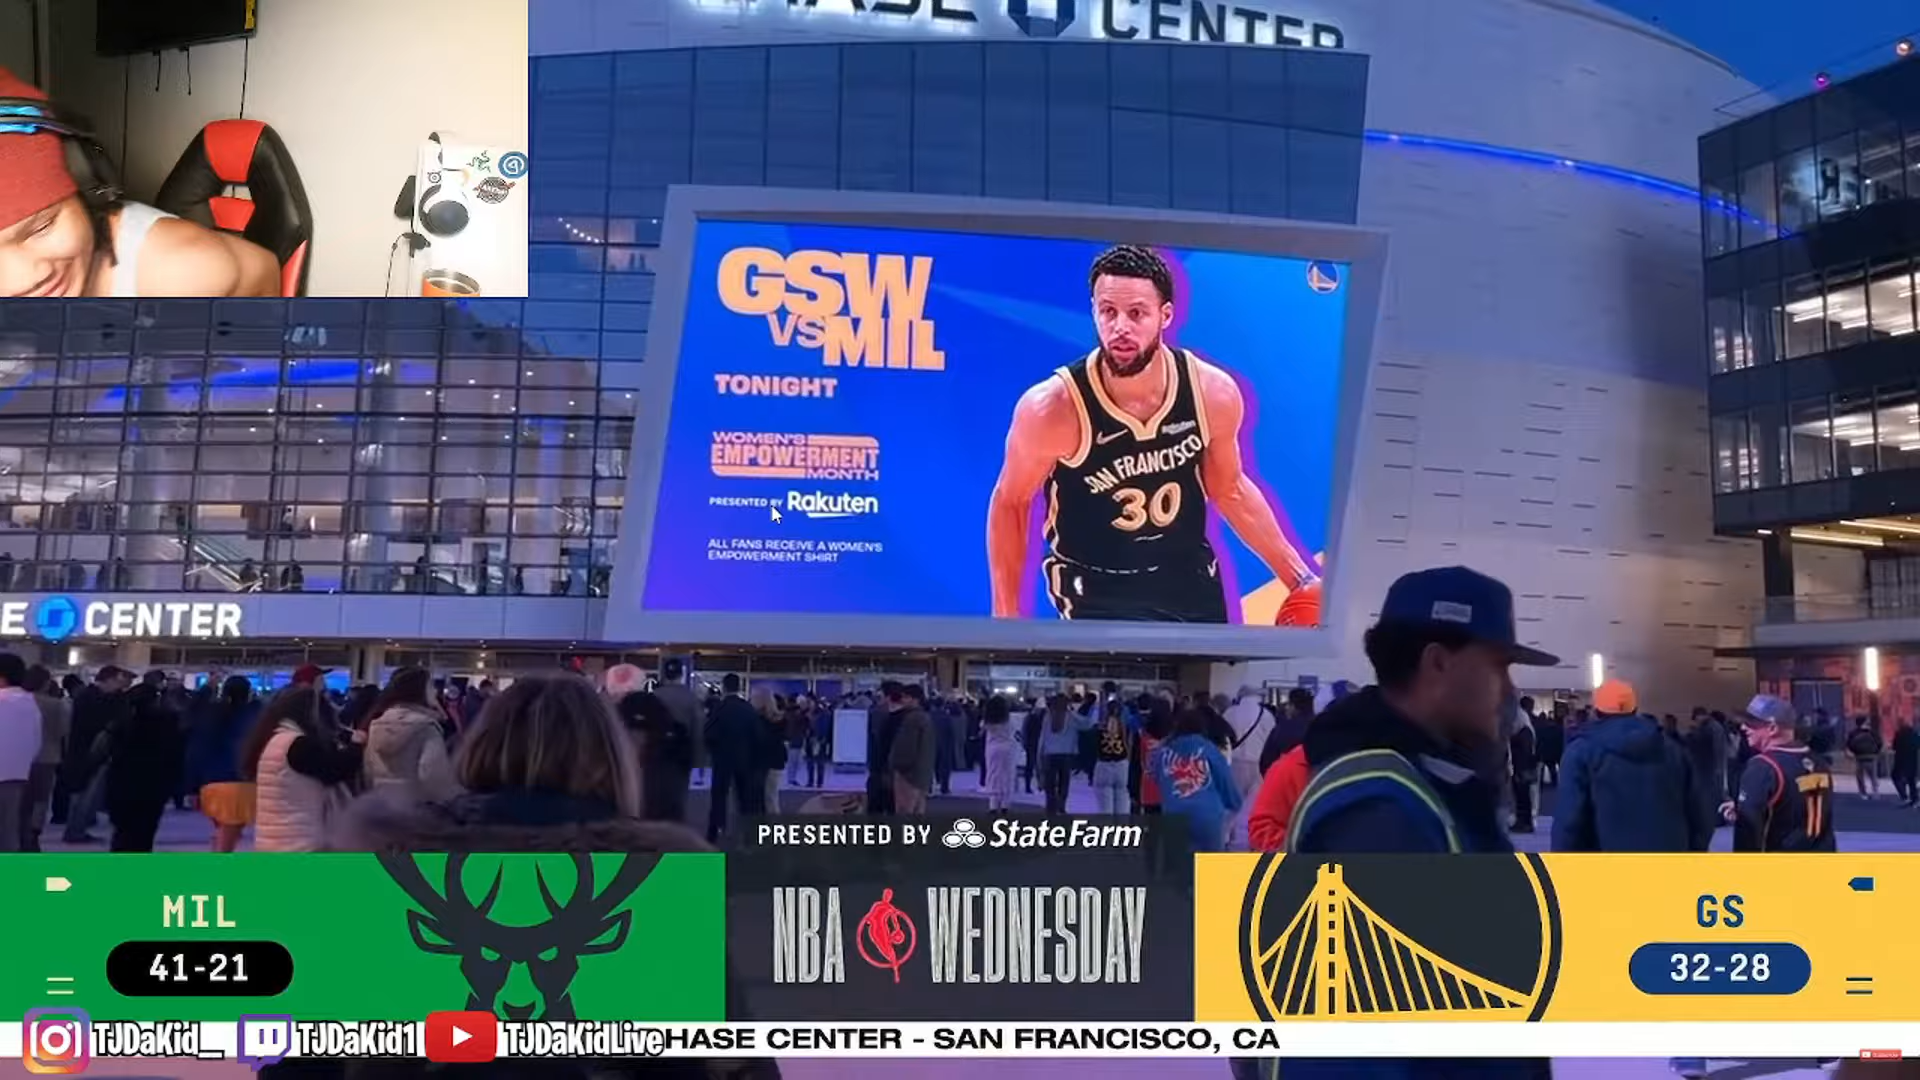 CENTER
GSW
VS MIL
TONIGHT
WOMEN'S
EMPOWERMENT
MONTH
PRESENTED BY Rakuten
ALL FANS RECEIVE A WOMEN'S
EMPOWERMENT SHIRT
Rakuten
SAN FRANCISCO
30
E CENTER
PRESENTED BY StateFarm
MIL
41-21
NBA WEDNESDAY
GS
32-28
TJDaKid_ TJDaKid1 TJDaKidLive
HASE CENTER - SAN FRANCISCO, CA